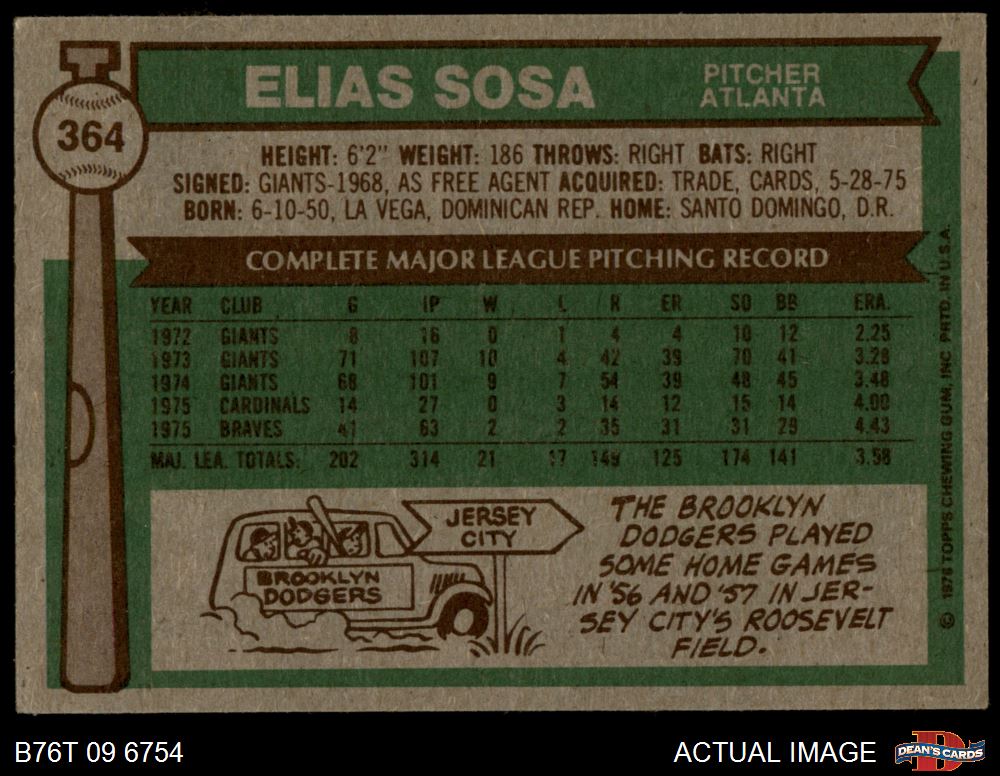 364
ELIAS SOSA
PITCHER
ATLANTA
HEIGHT: 6'2" WEIGHT: 186 THROWS: RIGHT BATS: RIGHT
SIGNED: GIANTS-1968, AS FREE AGENT ACQUIRED: TRADE, CARDS, 5-28-75
BORN: 6-10-50, LA VEGA, DOMINICAN REP. HOME: SANTO DOMINGO, D.R.
COMPLETE MAJOR LEAGUE PITCHING RECORD
YEAR CLUB G IP W L R ER SO BB ERA.
1972 GIANTS 8 16 0 1 4 4 10 12 2.25
1973 GIANTS 71 107 10 4 42 39 70 41 3.28
1974 GIANTS 68 101 9 7 54 39 48 45 3.48
1975 CARDINALS 14 27 0 3 14 12 15 14 4.00
1975 BRAVES 41 63 2 2 35 31 31 29 4.43
MAJ. LEA. TOTALS: 202 314 21 17 149 125 174 141 3.58
JERSEY
CITY
BROOKLYN
DODGERS
THE BROOKLYN
DODGERS PLAYED
SOME HOME GAMES
IN '56 AND '57 IN JER-
SEY CITY'S ROOSEVELT
FIELD.
© 1976 TOPPS CHEWING GUM, INC. PRTD. IN U.S.A.
B76T 09 6754
ACTUAL IMAGE
D
DEAN'S CARDS